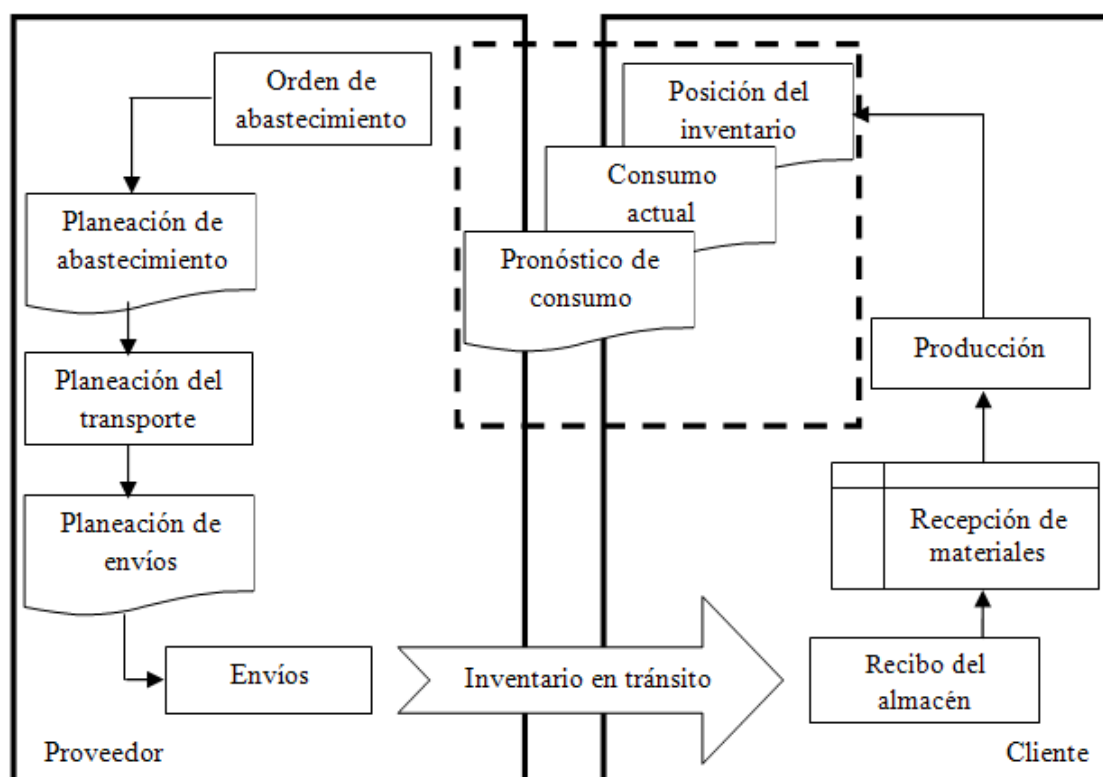 Orden de
abastecimiento
Planeación de
abastecimiento
Planeación del
transporte
Planeación de
envíos
Envíos
Proveedor
Posición del
inventario
Consumo
actual
Pronóstico de
consumo
Inventario en tránsito
Producción
Recepción de
materiales
Recibo del
almacén
Cliente